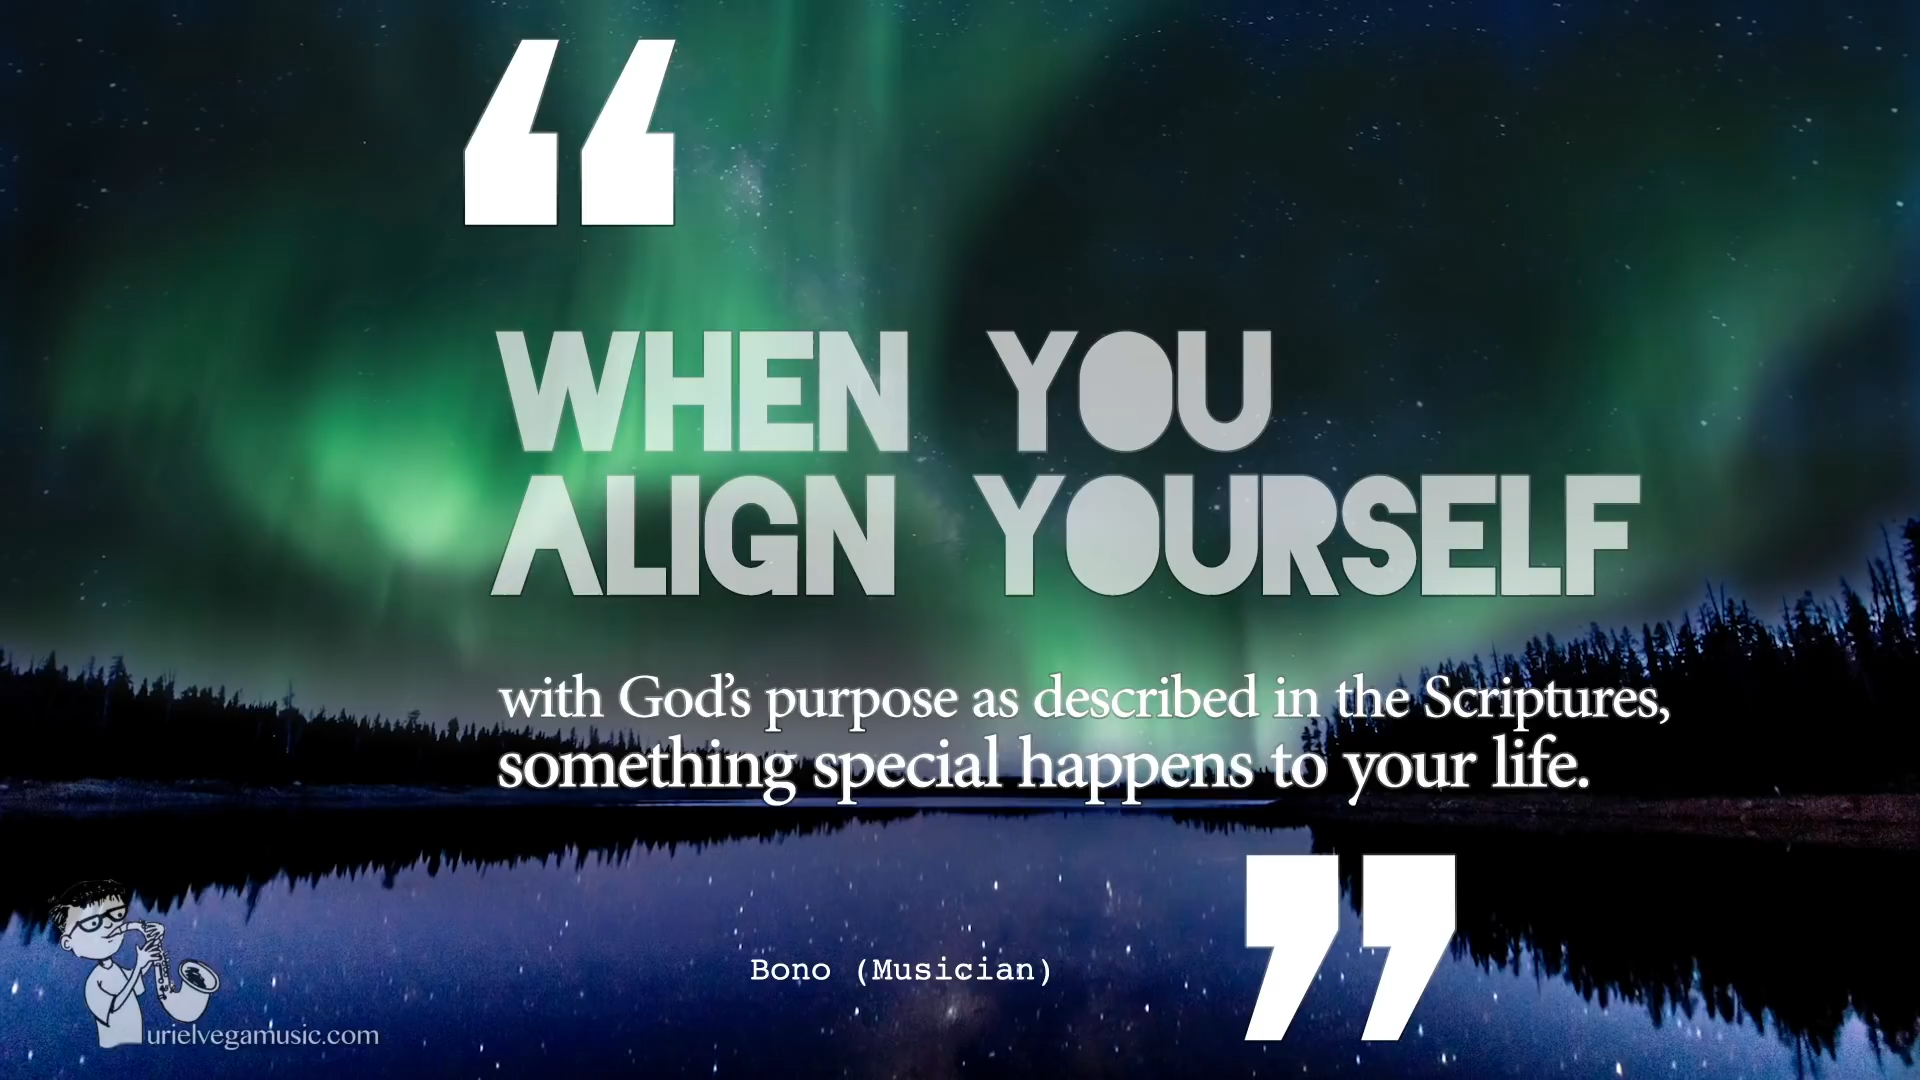 “
WHEN YOU
ALIGN YOURSELF
with God’s purpose as described in the Scriptures,
something special happens to your life.
”
Bono (Musician)
urielvegamusic.com